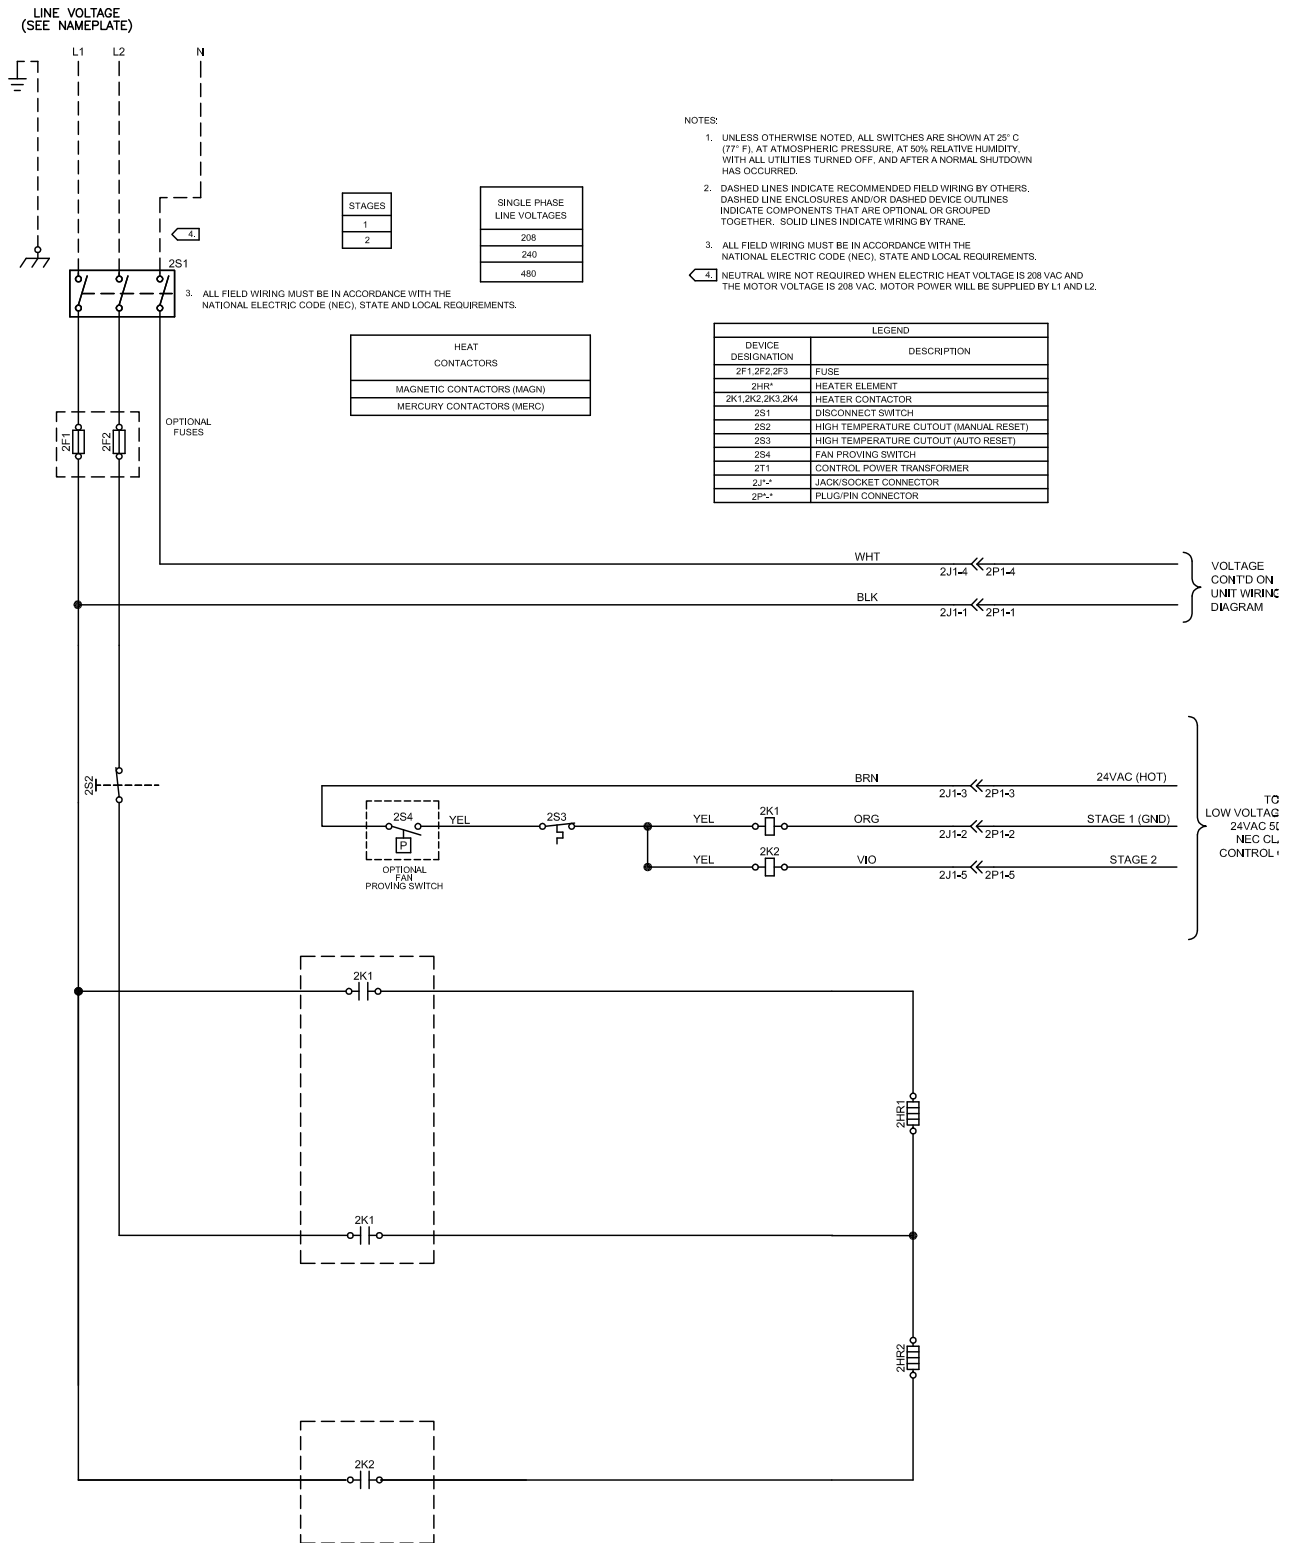 LINE VOLTAGE
(SEE NAMEPLATE)
L1 L2 N
4.
2S1
3. ALL FIELD WIRING MUST BE IN ACCORDANCE WITH THE
NATIONAL ELECTRIC CODE (NEC), STATE AND LOCAL REQUIREMENTS.
STAGES
1
2
SINGLE PHASE
LINE VOLTAGES
208
240
480
HEAT
CONTACTORS
MAGNETIC CONTACTORS (MAGN)
MERCURY CONTACTORS (MERC)
NOTES:
1. UNLESS OTHERWISE NOTED, ALL SWITCHES ARE SHOWN AT 25° C
(77° F), AT ATMOSPHERIC PRESSURE, AT 50% RELATIVE HUMIDITY,
WITH ALL UTILITIES TURNED OFF, AND AFTER A NORMAL SHUTDOWN
HAS OCCURRED.
2. DASHED LINES INDICATE RECOMMENDED FIELD WIRING BY OTHERS.
DASHED LINE ENCLOSURES AND/OR DASHED DEVICE OUTLINES
INDICATE COMPONENTS THAT ARE OPTIONAL OR GROUPED
TOGETHER. SOLID LINES INDICATE WIRING BY TRANE.
3. ALL FIELD WIRING MUST BE IN ACCORDANCE WITH THE
NATIONAL ELECTRIC CODE (NEC), STATE AND LOCAL REQUIREMENTS.
4. NEUTRAL WIRE NOT REQUIRED WHEN ELECTRIC HEAT VOLTAGE IS 208 VAC AND
THE MOTOR VOLTAGE IS 208 VAC. MOTOR POWER WILL BE SUPPLIED BY L1 AND L2.
LEGEND
DEVICE
DESIGNATION
DESCRIPTION
2F1,2F2,2F3 FUSE
2HR* HEATER ELEMENT
2K1,2K2,2K3,2K4 HEATER CONTACTOR
2S1 DISCONNECT SWITCH
2S2 HIGH TEMPERATURE CUTOUT (MANUAL RESET)
2S3 HIGH TEMPERATURE CUTOUT (AUTO RESET)
2S4 FAN PROVING SWITCH
2T1 CONTROL POWER TRANSFORMER
2J*-* JACK/SOCKET CONNECTOR
2P*-* PLUG/PIN CONNECTOR
2F1 2F2
OPTIONAL
FUSES
WHT
2J1-4 2P1-4
BLK
2J1-1 2P1-1
VOLTAGE
CONT'D ON
UNIT WIRING
DIAGRAM
2S2
BRN 24VAC (HOT)
2J1-3 2P1-3
2S4 YEL 2S3 YEL 2K1 ORG STAGE 1 (GND)
P
2J1-2 2P1-2
OPTIONAL
FAN
PROVING SWITCH
YEL 2K2 VIO STAGE 2
2J1-5 2P1-5
TO
LOW VOLTAG
24VAC
NEC CL
CONTROL
2K1
2HR1
2K1
2HR2
2K2